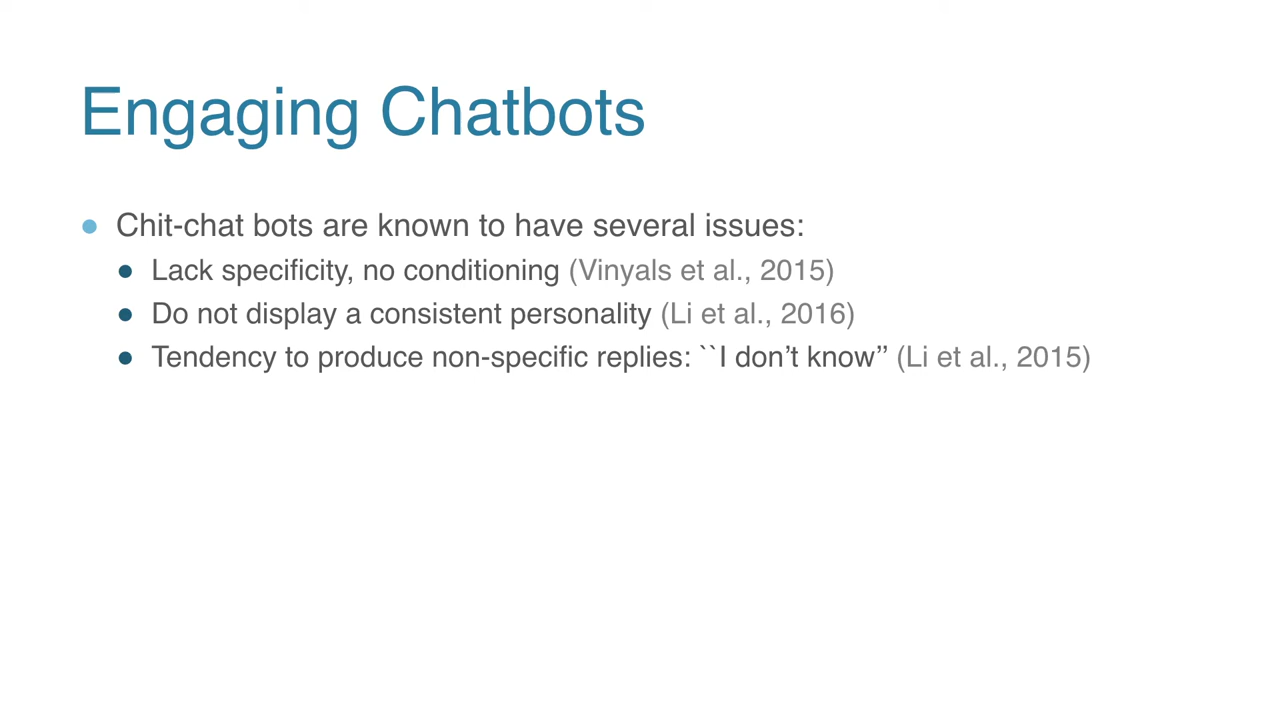 Engaging Chatbots
● Chit-chat bots are known to have several issues:
● Lack specificity, no conditioning (Vinyals et al., 2015)
● Do not display a consistent personality (Li et al., 2016)
● Tendency to produce non-specific replies: ``I don’t know’’ (Li et al., 2015)